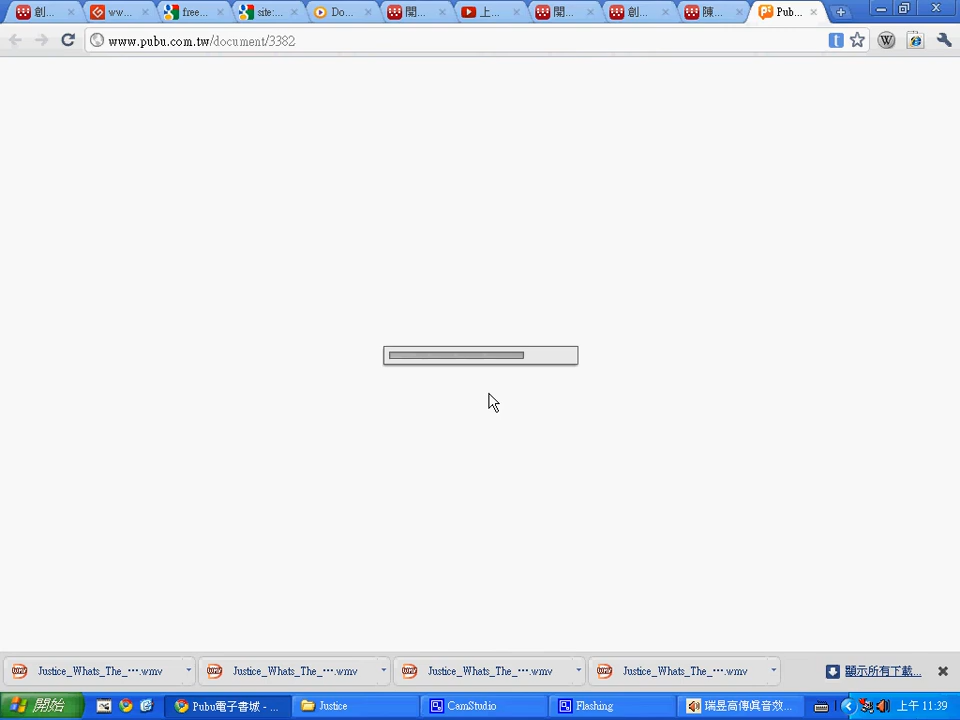 創...
ww...
free...
site:...
Do...
開...
上...
開...
創...
陳...
Pub...
www.pubu.com.tw/document/3382
Justice_Whats_The_...wmv
Justice_Whats_The_...wmv
Justice_Whats_The_...wmv
Justice_Whats_The_...wmv
顯示所有下載...
開始
Pubu電子書城 - ...
Justice
CamStudio
Flashing
瑞昱高傳真音效...
上午 11:39